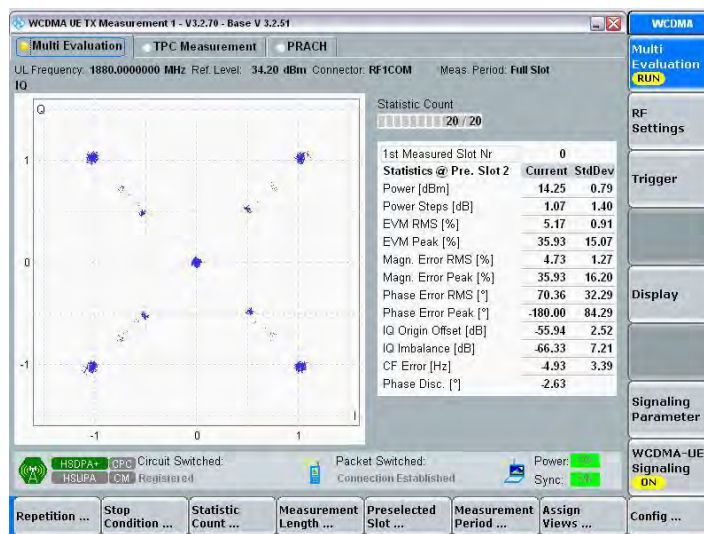 WCDMA UE TX Measurement 1 - V3.2.70 - Base V 3.2.51
WCDMA
Multi Evaluation
TPC Measurement
PRACH
Multi Evaluation
RUN
UL Frequency: 1880.0000000 MHz Ref. Level: 34.20 dBm Connector: RF1COM Meas. Period: Full Slot
IQ
Q
1
0
-1
-1 0 1
I
Statistic Count
20 / 20
1st Measured Slot Nr 0
Statistics @ Pre. Slot 2 Current StdDev
Power [dBm] 14.25 0.79
Power Steps [dB] 1.07 1.40
EVM RMS [%] 5.17 0.91
EVM Peak [%] 35.93 15.07
Magn. Error RMS [%] 4.73 1.27
Magn. Error Peak [%] 35.93 16.20
Phase Error RMS [°] 70.36 32.29
Phase Error Peak [°] -180.00 84.29
IQ Origin Offset [dB] -55.94 2.52
IQ Imbalance [dB] -66.33 7.21
CF Error [Hz] -4.93 3.39
Phase Disc. [°] -2.63
RF Settings
Trigger
Display
Signaling Parameter
WCDMA-UE Signaling
ON
HSDPA+ CPC Circuit Switched: Packet Switched: Power:
HSUPA CM Registered Connection Established Sync:
Repetition ...
Stop Condition ...
Statistic Count ...
Measurement Length ...
Preselected Slot ...
Measurement Period ...
Assign Views ...
Config ...